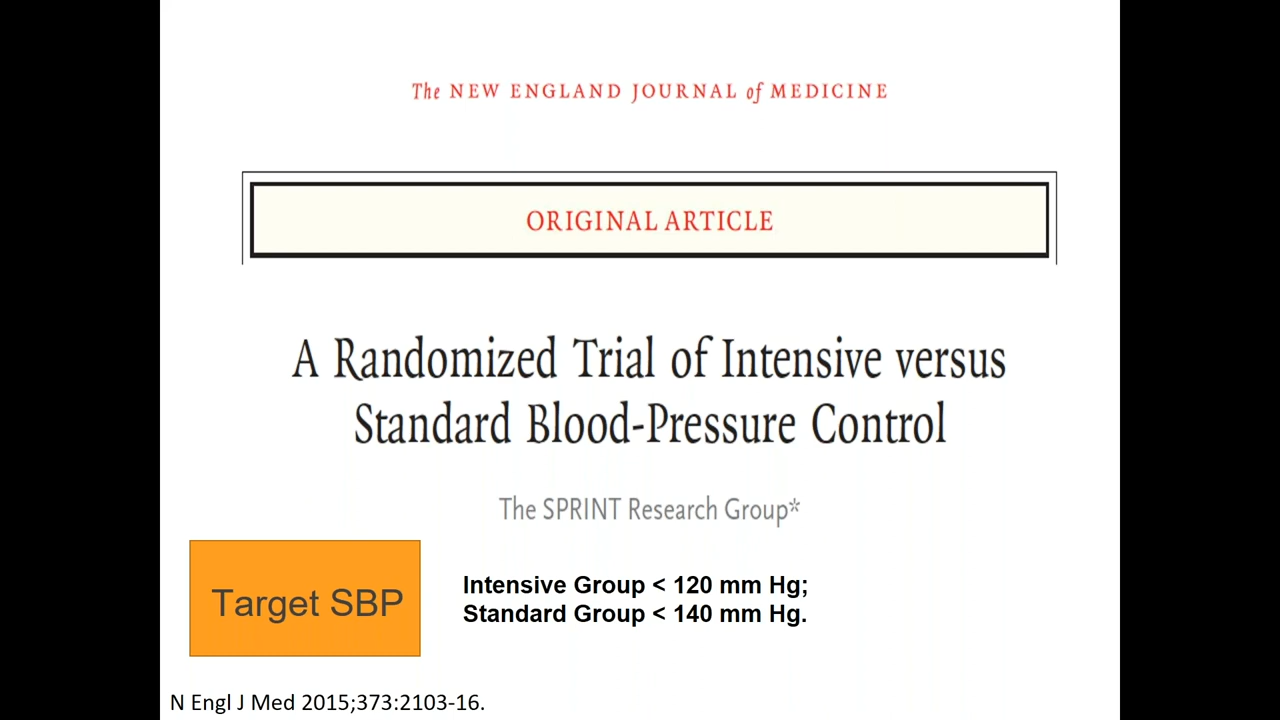 The NEW ENGLAND JOURNAL of MEDICINE
ORIGINAL ARTICLE
A Randomized Trial of Intensive versus
Standard Blood-Pressure Control
The SPRINT Research Group*
Target SBP
Intensive Group < 120 mm Hg;
Standard Group < 140 mm Hg.
N Engl J Med 2015;373:2103-16.